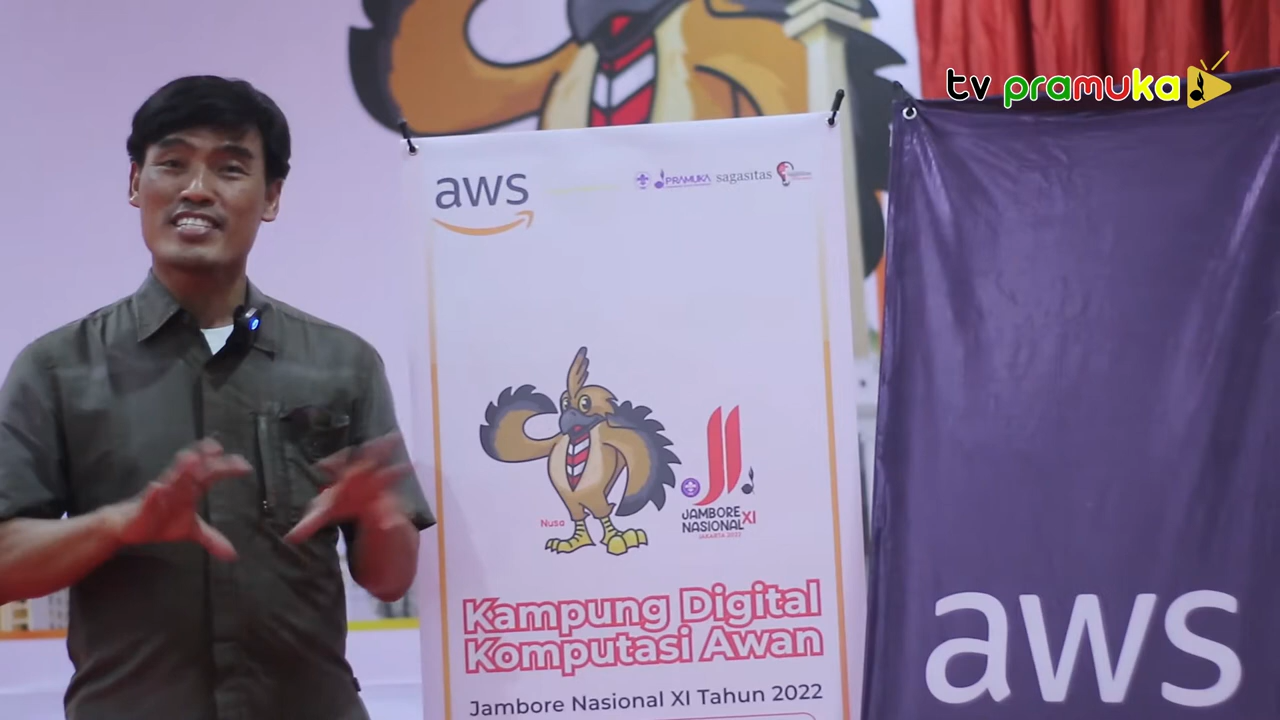 tv pramuka
aws
PRAMUKA sagasitas
Nusa
JAMBORE
NASIONAL XI
JAKARTA 2022
Kampung Digital
Komputasi Awan
Jambore Nasional XI Tahun 2022
aws